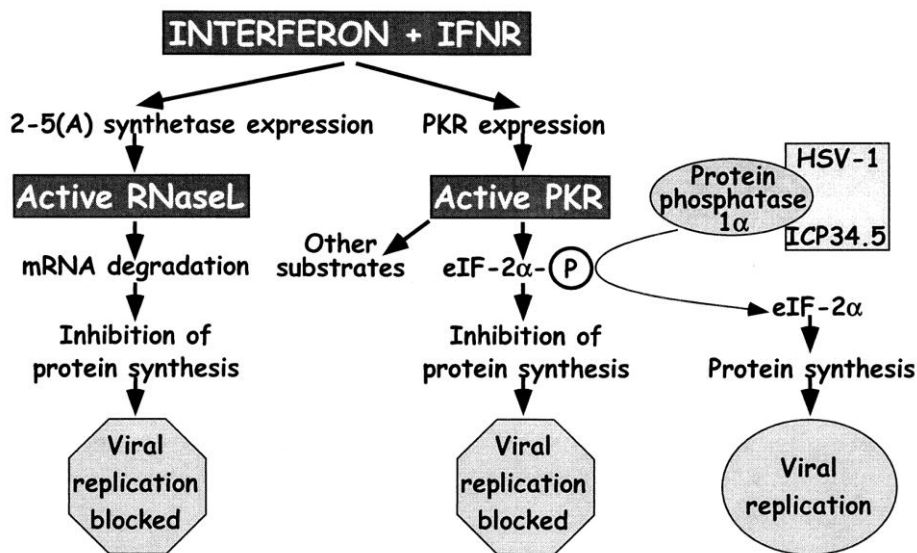 INTERFERON + IFNR
2-5(A) synthetase expression
PKR expression
Active RNaseL
Active PKR
Protein
phosphatase
1α
HSV-1
ICP34.5
mRNA degradation
Other
substrates
eIF-2α-P
eIF-2α
Inhibition of
protein synthesis
Inhibition of
protein synthesis
Protein synthesis
Viral
replication
blocked
Viral
replication
blocked
Viral
replication